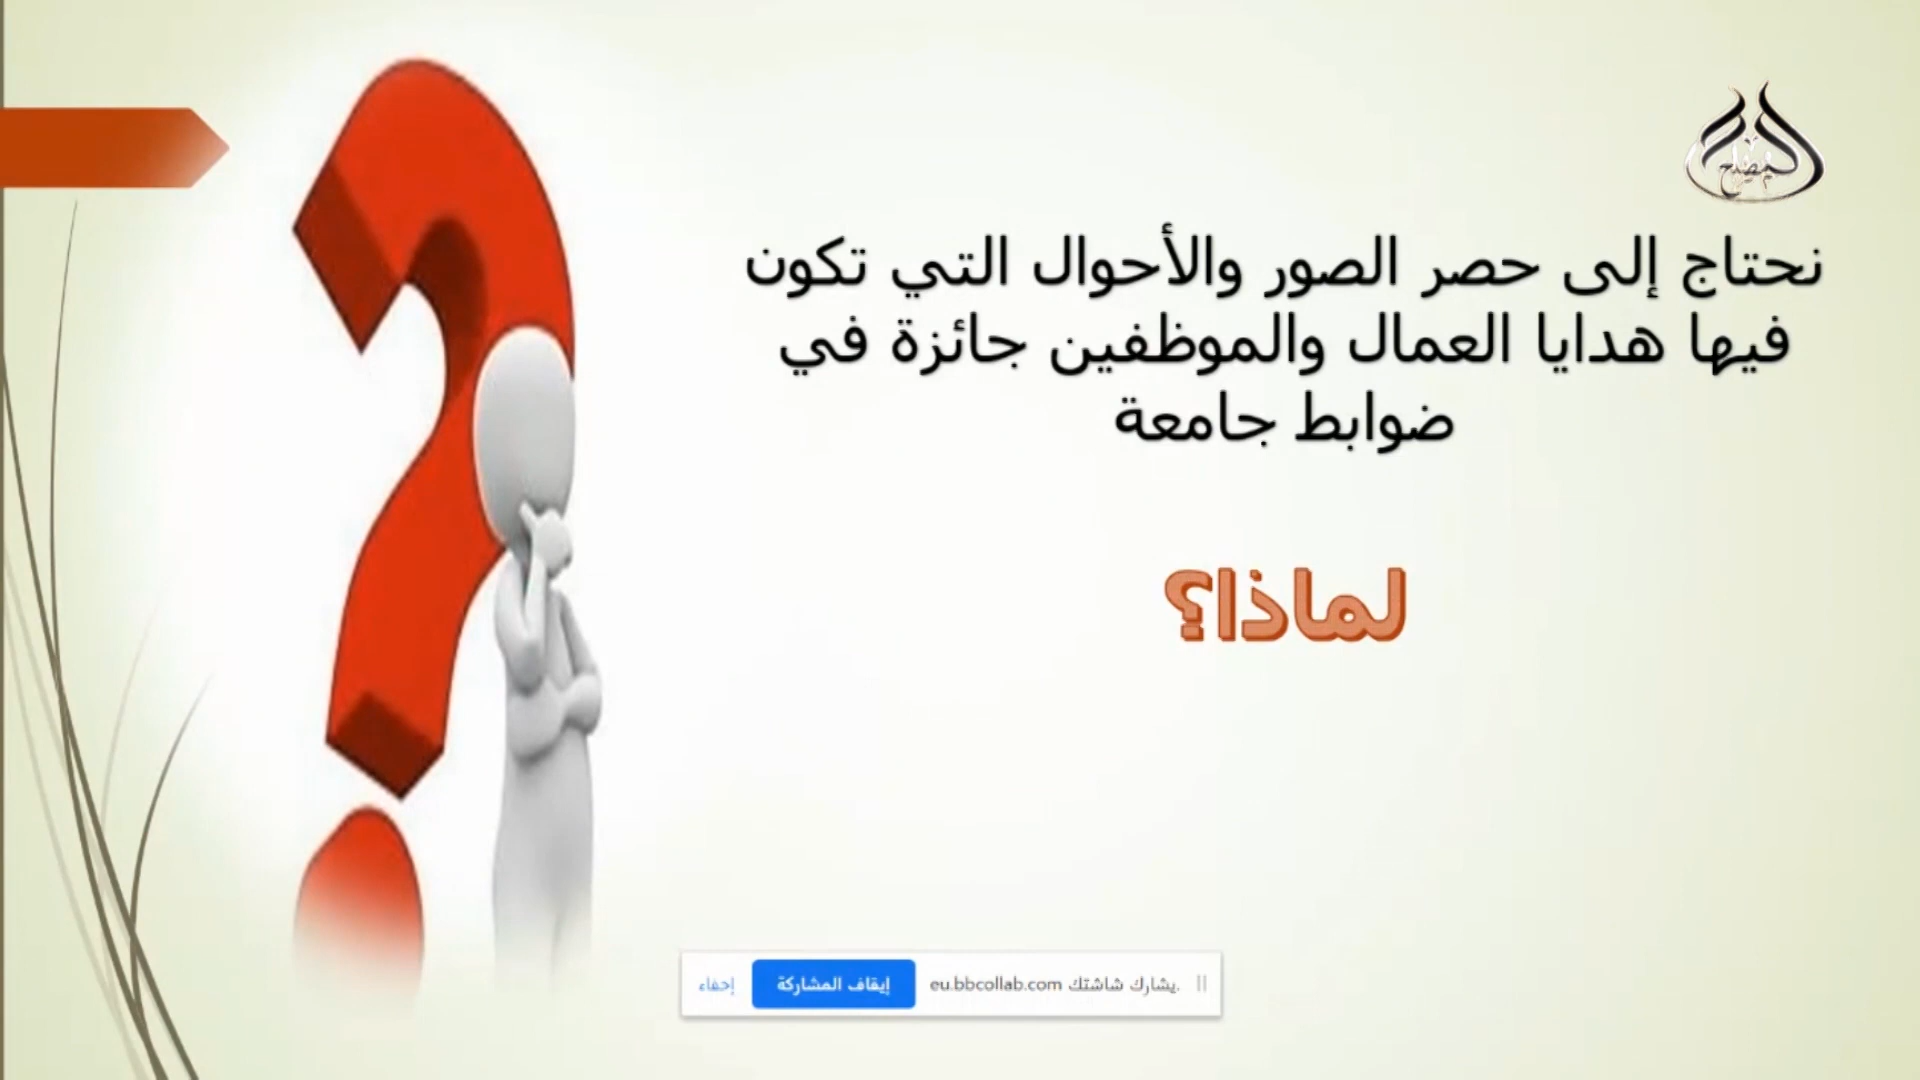 نحتاج إلى حصر الصور والأحوال التي تكون
فيها هدايا العمال والموظفين جائزة في
ضوابط جامعة
لماذا؟
eu.bbcollab.com يشارك شاشتك.
إيقاف المشاركة
إخفاء